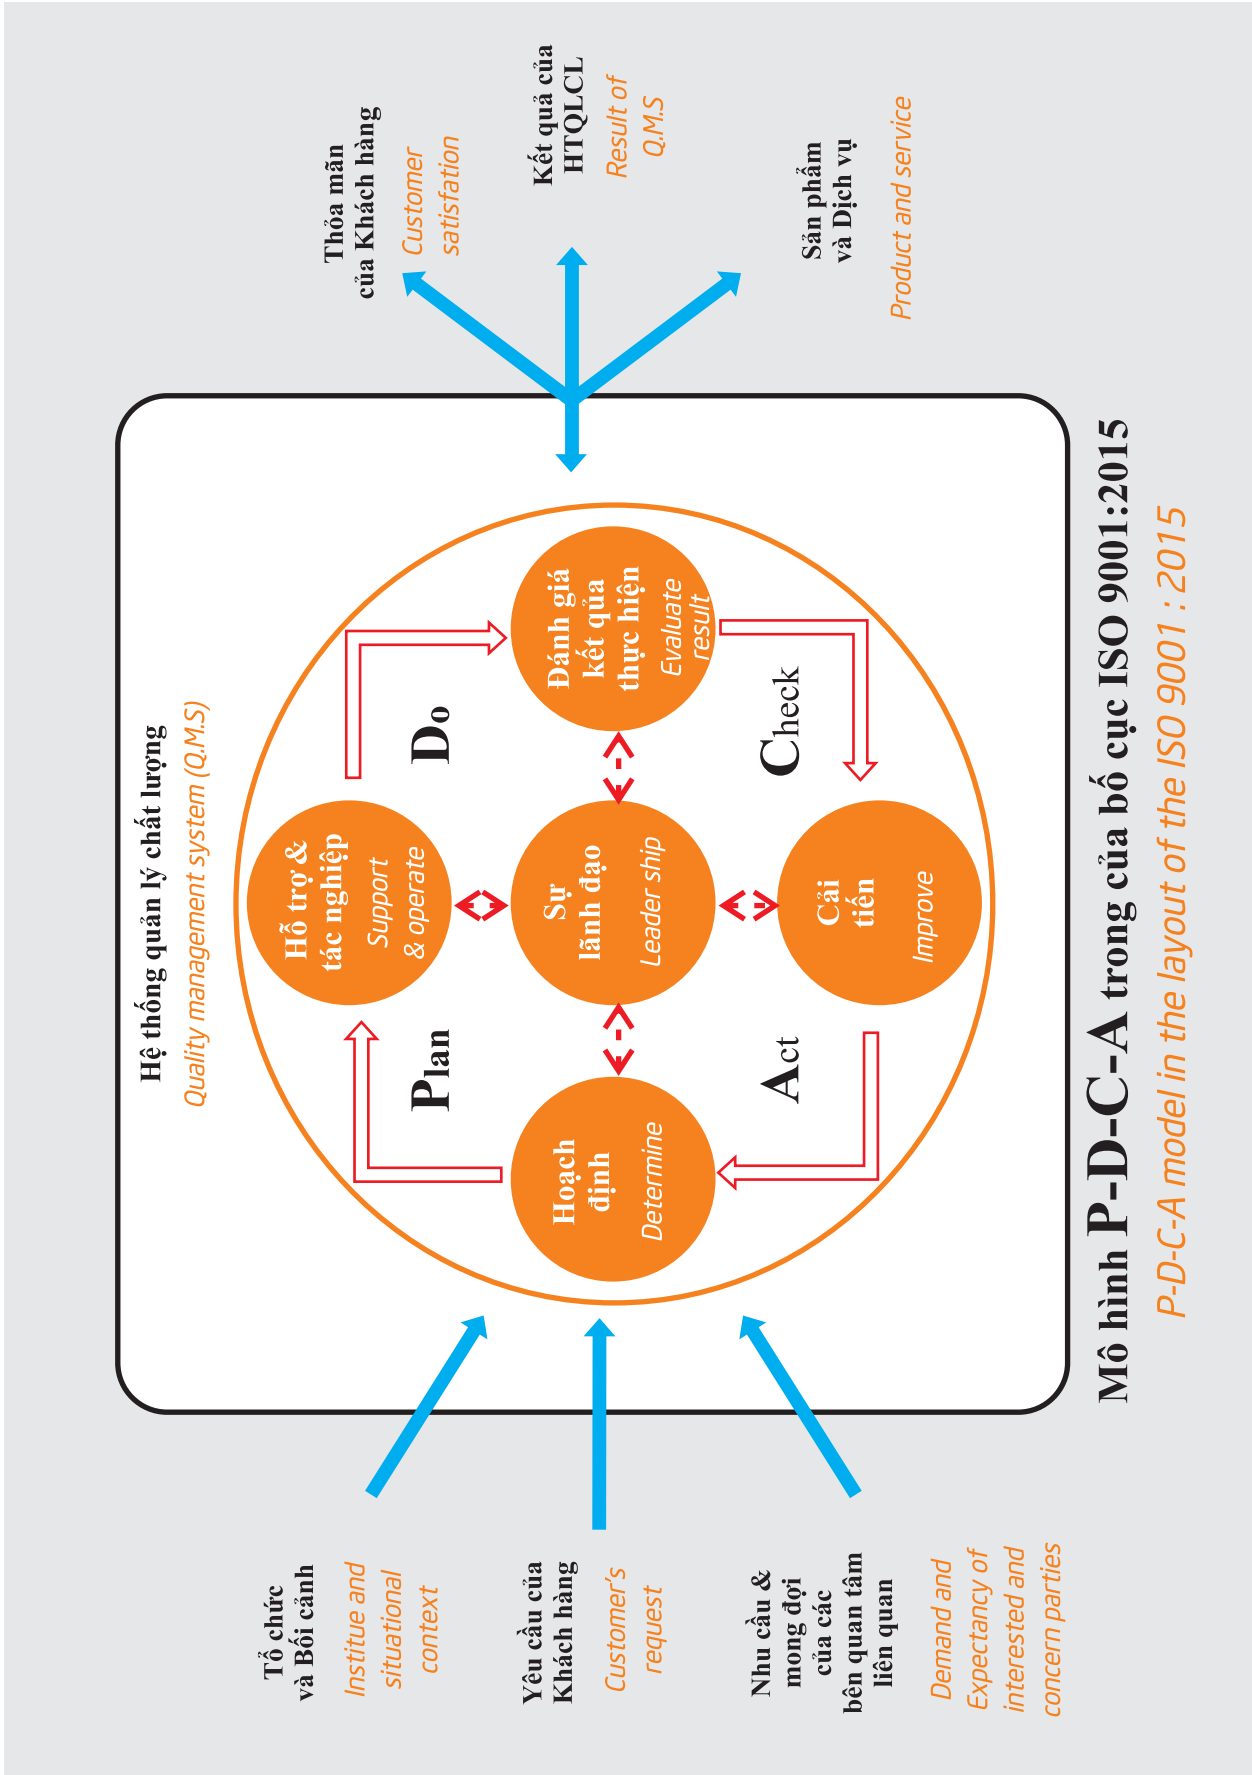 Hệ thống quản lý chất lượng
Quality management system (Q.M.S)
Tổ chức
và Bối cảnh
Institue and
situational
context
Yêu cầu của
Khách hàng
Customer's
request
Nhu cầu &
mong đợi
của các
bên quan tâm
liên quan
Demand and
Expectancy of
interested and
concern parties
Hỗ trợ &
tác nghiệp
Support
& operate
Plan
Do
Hoạch
định
Determine
Sự
lãnh đạo
Leader ship
Đánh giá
kết qủa
thực hiện
Evaluate
result
Act
Check
Cải
tiến
Improve
Thỏa mãn
của Khách hàng
Customer
satisfation
Kết quả của
HTQLCL
Result of
Q.M.S
Sản phẩm
và Dịch vụ
Product and service
Mô hình P-D-C-A trong của bố cục ISO 9001:2015
P-D-C-A model in the layout of the ISO 9001 : 2015